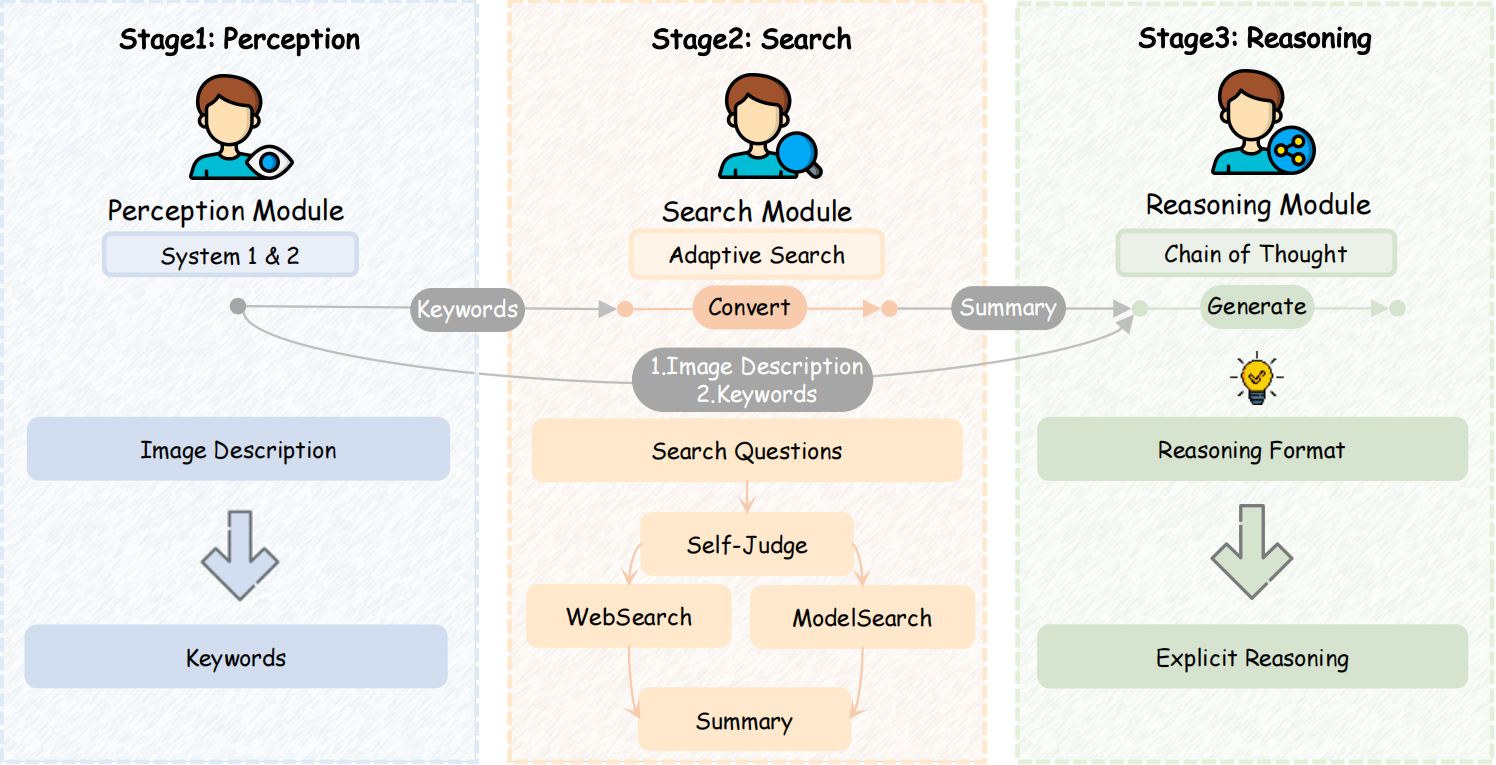 Stage1: Perception
Perception Module
System 1 & 2
Keywords
Image Description
Keywords
Stage2: Search
Search Module
Adaptive Search
Convert
Summary
1.Image Description
2.Keywords
Search Questions
Self-Judge
WebSearch
ModelSearch
Summary
Stage3: Reasoning
Reasoning Module
Chain of Thought
Generate
Reasoning Format
Explicit Reasoning